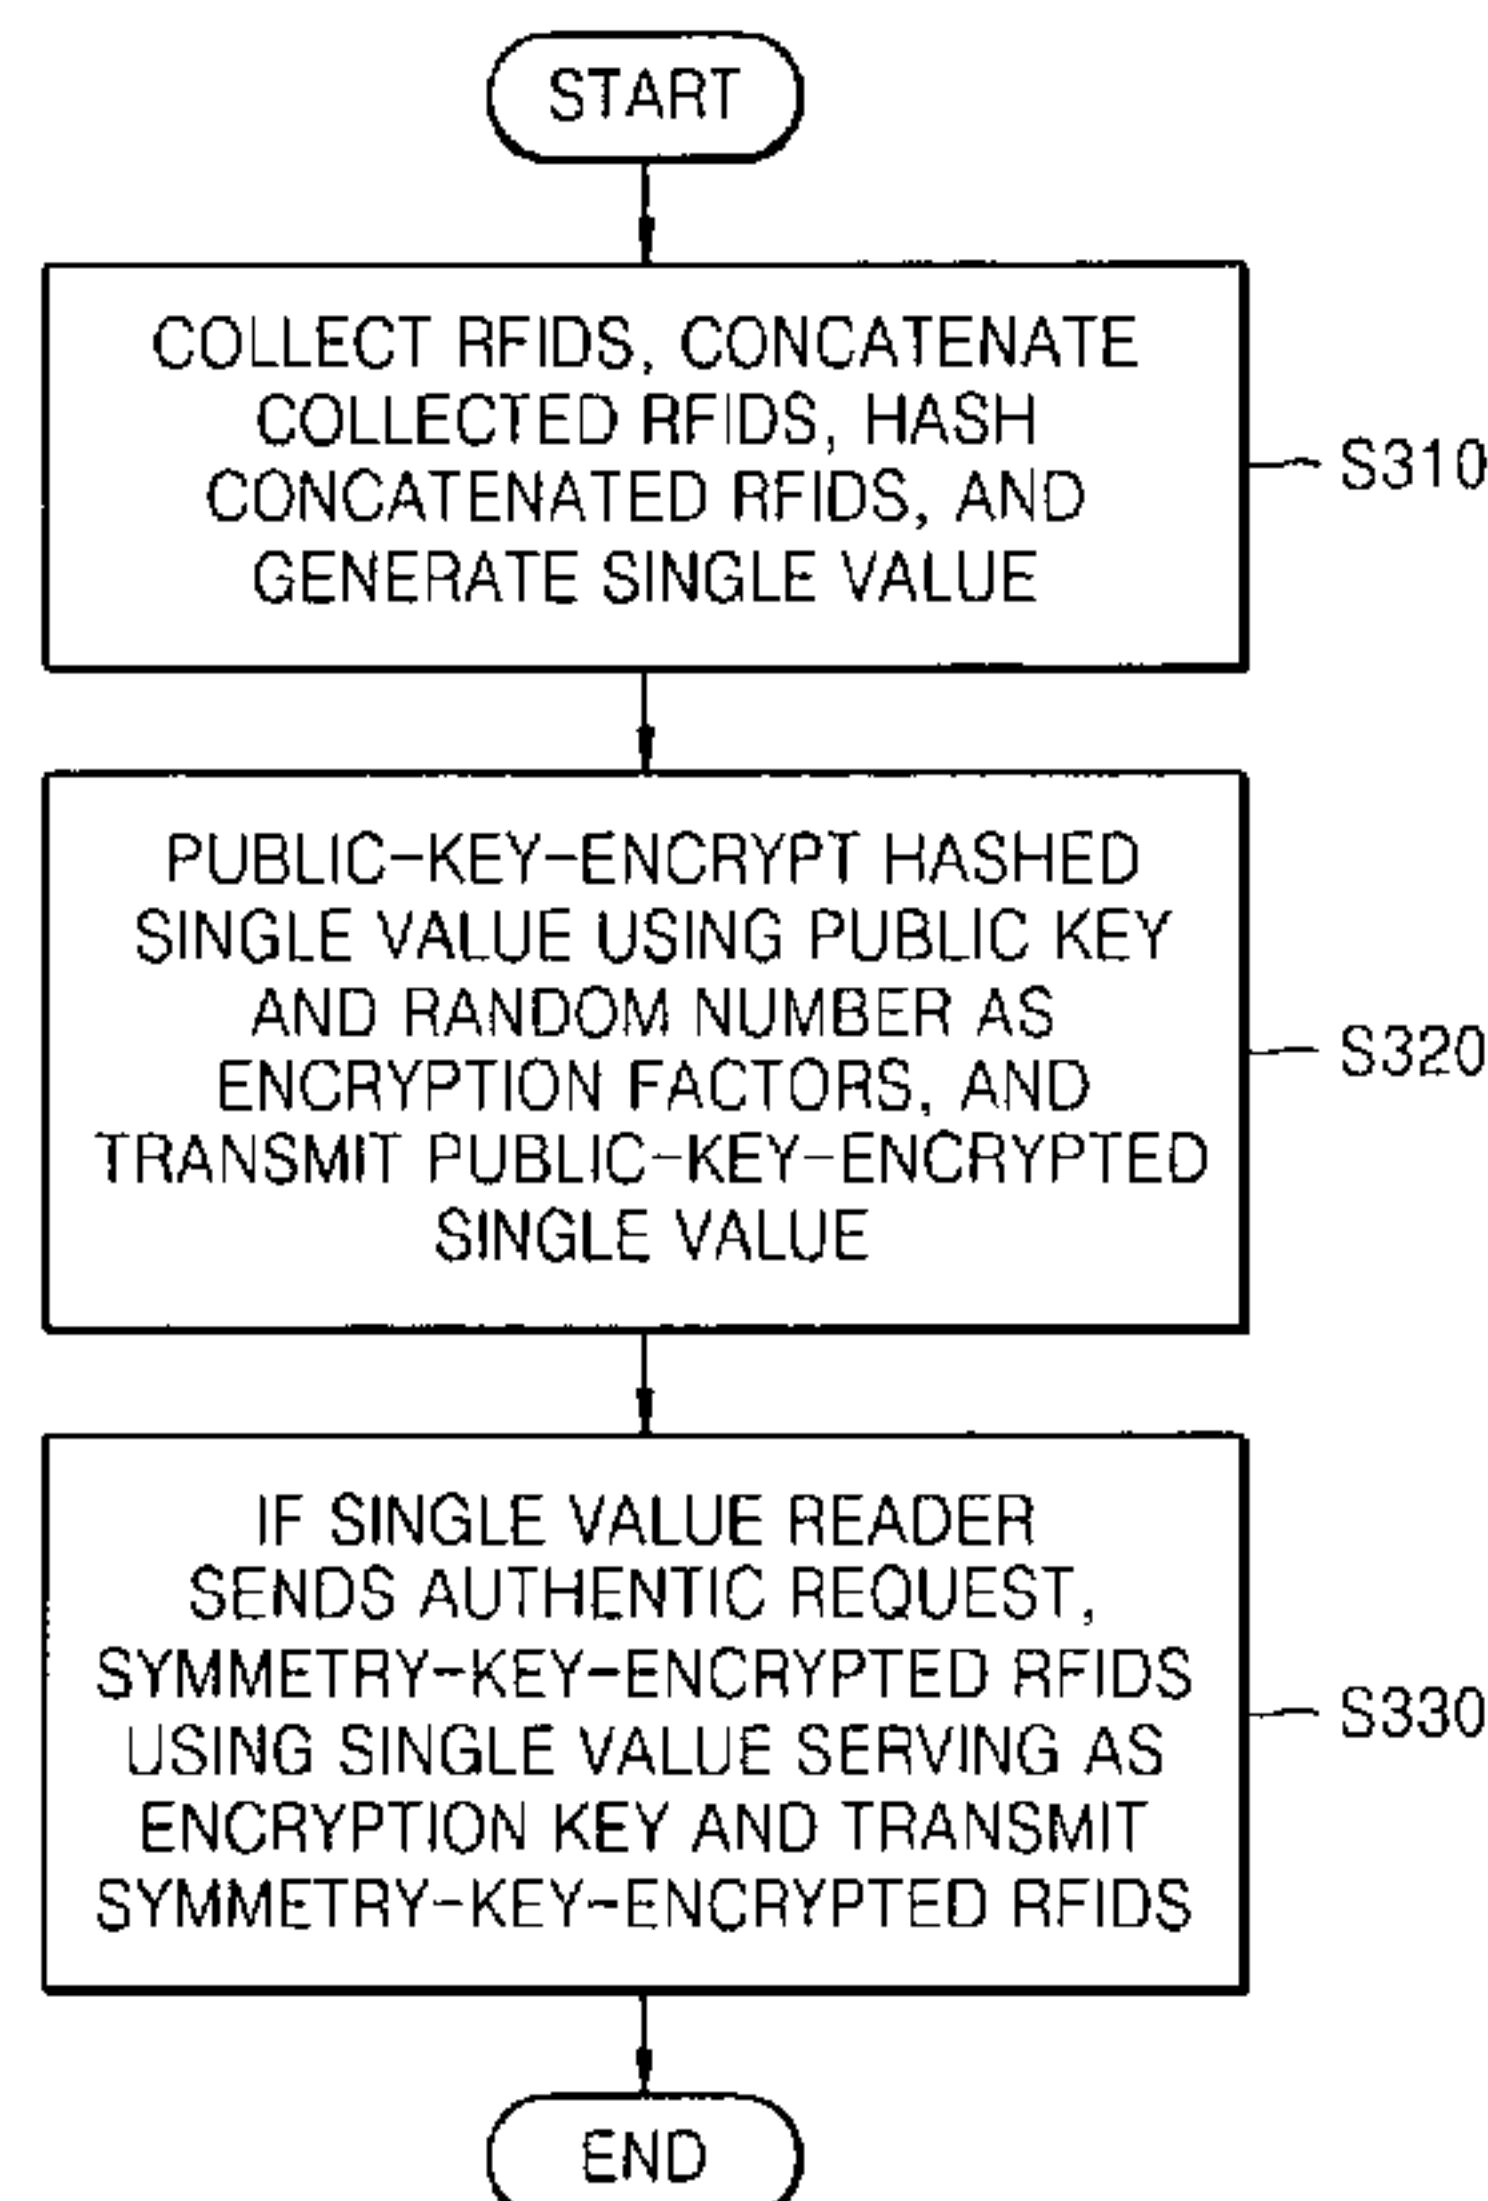 START
COLLECT RFIDS, CONCATENATE
COLLECTED RFIDS, HASH
CONCATENATED RFIDS, AND
GENERATE SINGLE VALUE
S310
PUBLIC-KEY-ENCRYPT HASHED
SINGLE VALUE USING PUBLIC KEY
AND RANDOM NUMBER AS
ENCRYPTION FACTORS, AND
TRANSMIT PUBLIC-KEY-ENCRYPTED
SINGLE VALUE
S320
IF SINGLE VALUE READER
SENDS AUTHENTIC REQUEST,
SYMMETRY-KEY-ENCRYPTED RFIDS
USING SINGLE VALUE SERVING AS
ENCRYPTION KEY AND TRANSMIT
SYMMETRY-KEY-ENCRYPTED RFIDS
S330
END